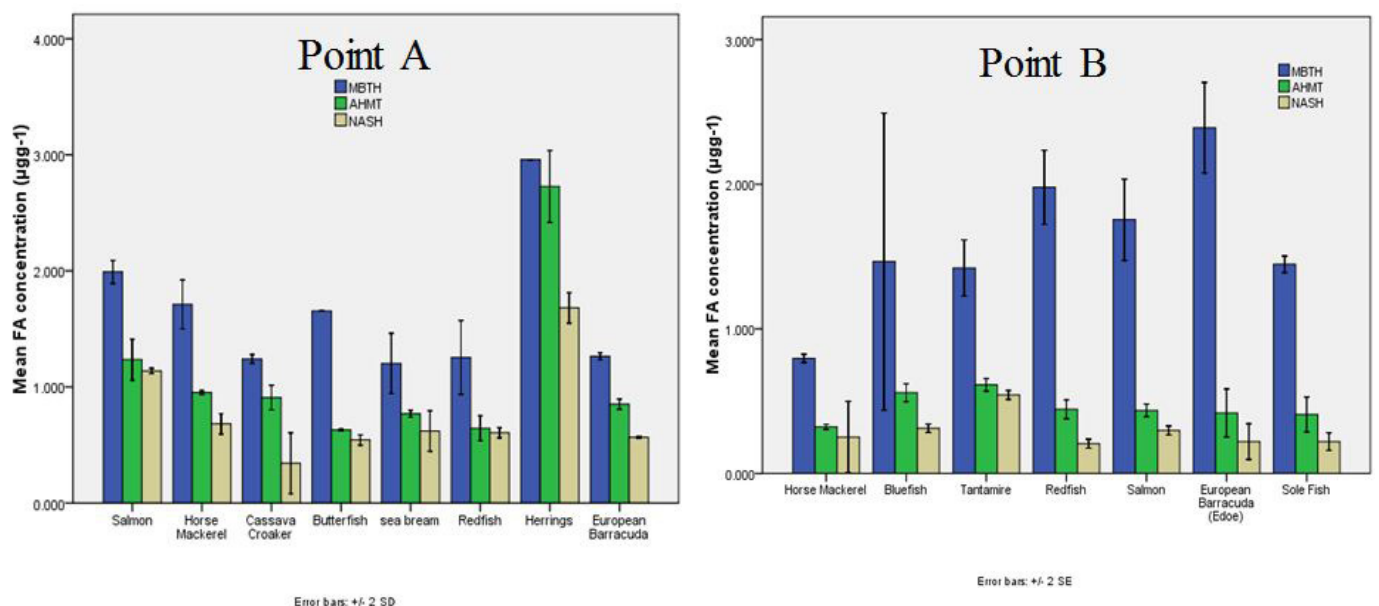 Point A
MBTH
AHMT
NASH
Mean FA concentration (µgg-1)
4.000
3.000
2.000
1.000
0.000
Salmon
Horse
Mackerel
Cassava
Croaker
Butterfish
sea bream
Redfish
Herrings
European
Barracuda
Error bars: +/- 2 SD
Point B
MBTH
AHMT
NASH
Mean FA concentration (µgg-1)
3.000
2.000
1.000
0.000
Horse Mackerel
Bluefish
Tantamire
Redfish
Salmon
European
Barracuda
(Edoe)
Sole Fish
Error bars: +/- 2 SE